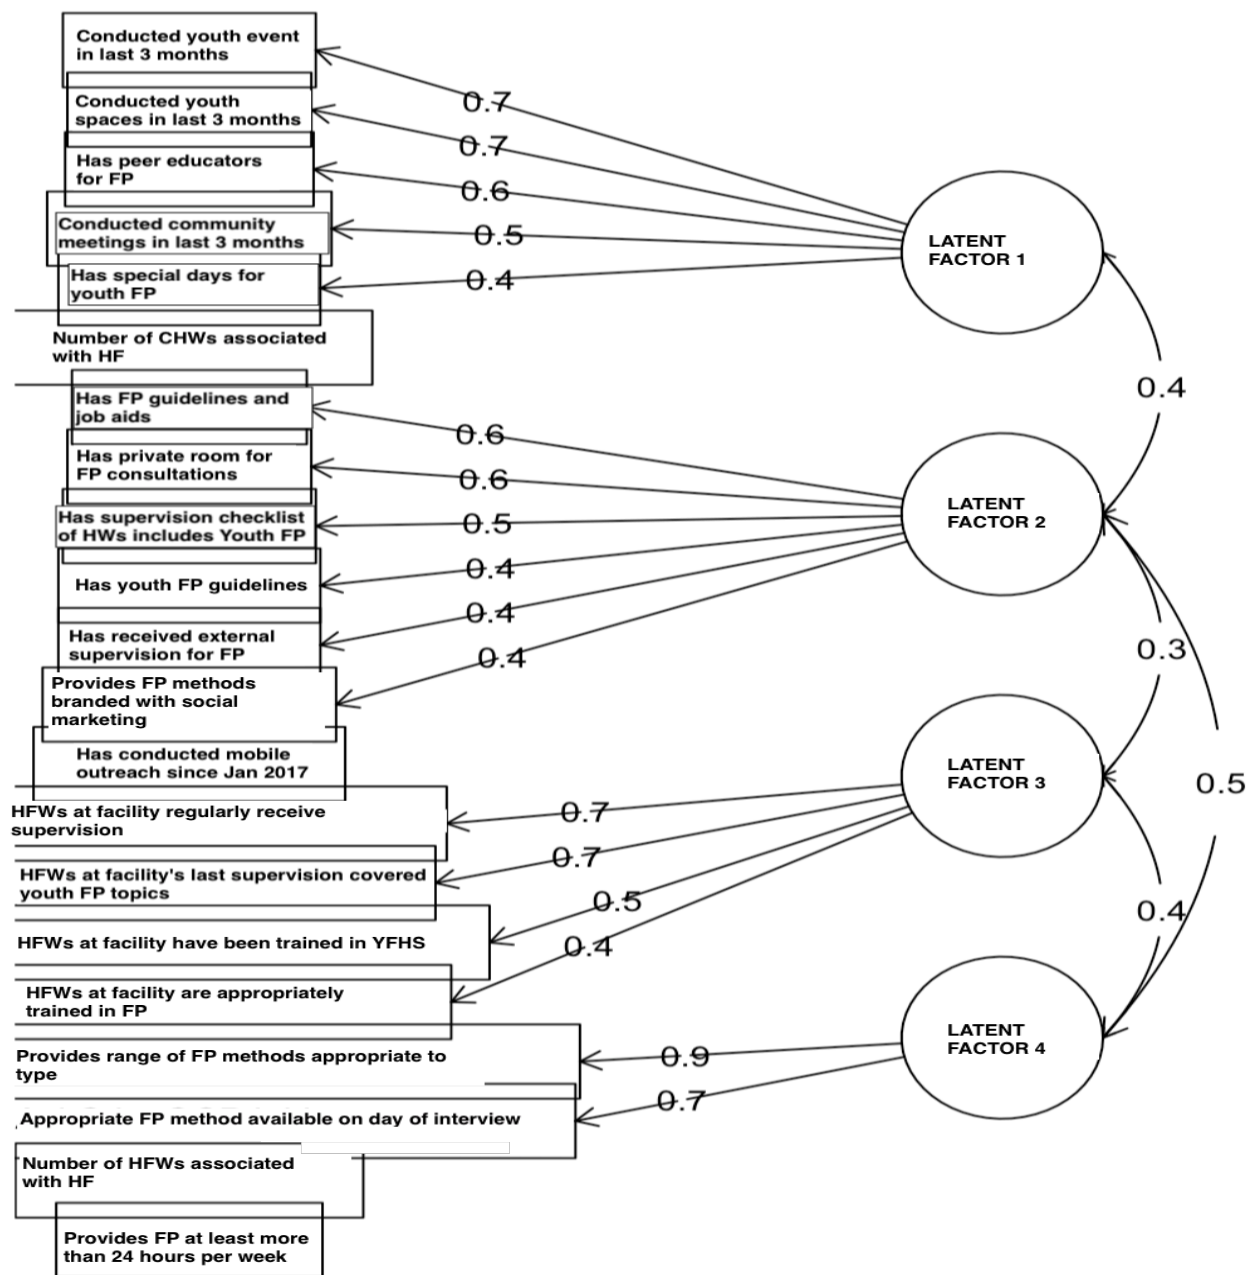 Conducted youth event
in last 3 months
Conducted youth
spaces in last 3 months
Has peer educators
for FP
Conducted community
meetings in last 3 months
Has special days for
youth FP
Number of CHWs associated
with HF
Has FP guidelines and
job aids
Has private room for
FP consultations
Has supervision checklist
of HWs includes Youth FP
Has youth FP guidelines
Has received external
supervision for FP
Provides FP methods
branded with social
marketing
Has conducted mobile
outreach since Jan 2017
HFWs at facility regularly receive
supervision
HFWs at facility's last supervision covered
youth FP topics
HFWs at facility have been trained in YFHS
HFWs at facility are appropriately
trained in FP
Provides range of FP methods appropriate to
type
Appropriate FP method available on day of interview
Number of HFWs associated
with HF
Provides FP at least more
than 24 hours per week
0.7
0.7
0.6
0.5
0.4
0.6
0.6
0.5
0.4
0.4
0.4
0.7
0.7
0.5
0.4
0.9
0.7
LATENT
FACTOR 1
LATENT
FACTOR 2
LATENT
FACTOR 3
LATENT
FACTOR 4
0.4
0.3
0.5
0.4